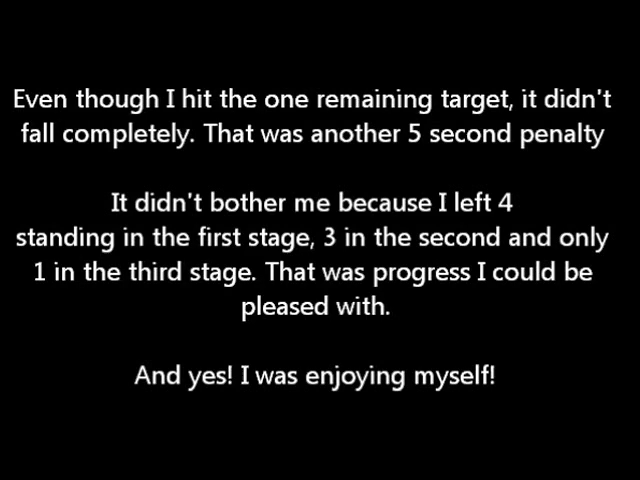 Even though I hit the one remaining target, it didn't
fall completely. That was another 5 second penalty
It didn't bother me because I left 4
standing in the first stage, 3 in the second and only
1 in the third stage. That was progress I could be
pleased with.
And yes! I was enjoying myself!